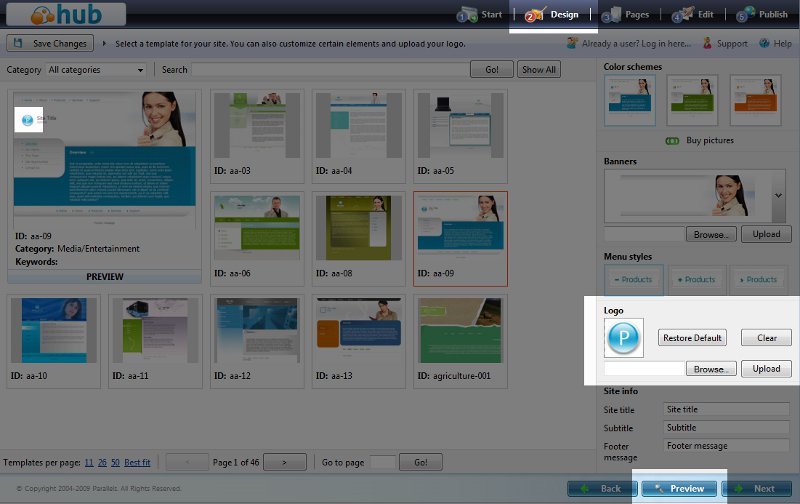 hub
1 Start
2 Design
3 Pages
4 Edit
5 Publish
Save Changes
Select a template for your site. You can also customize certain elements and upload your logo.
Already a user? Log in here...
Support
Help
Category
All categories
Search
Go!
Show All
Site Title
Overview
ID: aa-09
Category: Media/Entertainment
Keywords:
PREVIEW
ID: aa-03
ID: aa-04
ID: aa-05
ID: aa-06
ID: aa-08
ID: aa-09
ID: aa-10
ID: aa-11
ID: aa-12
ID: aa-13
ID: agriculture-001
Color schemes
Buy pictures
Banners
Browse...
Upload
Menu styles
Products
Products
Products
Logo
P
Restore Default
Clear
Browse...
Upload
Site info
Site title
Site title
Subtitle
Subtitle
Footer message
Footer message
Templates per page: 11 26 50 Best fit
<
Page 1 of 46
>
Go to page
Go!
© Copyright 2004-2009 Parallels. All Rights Reserved.
Back
Preview
Next